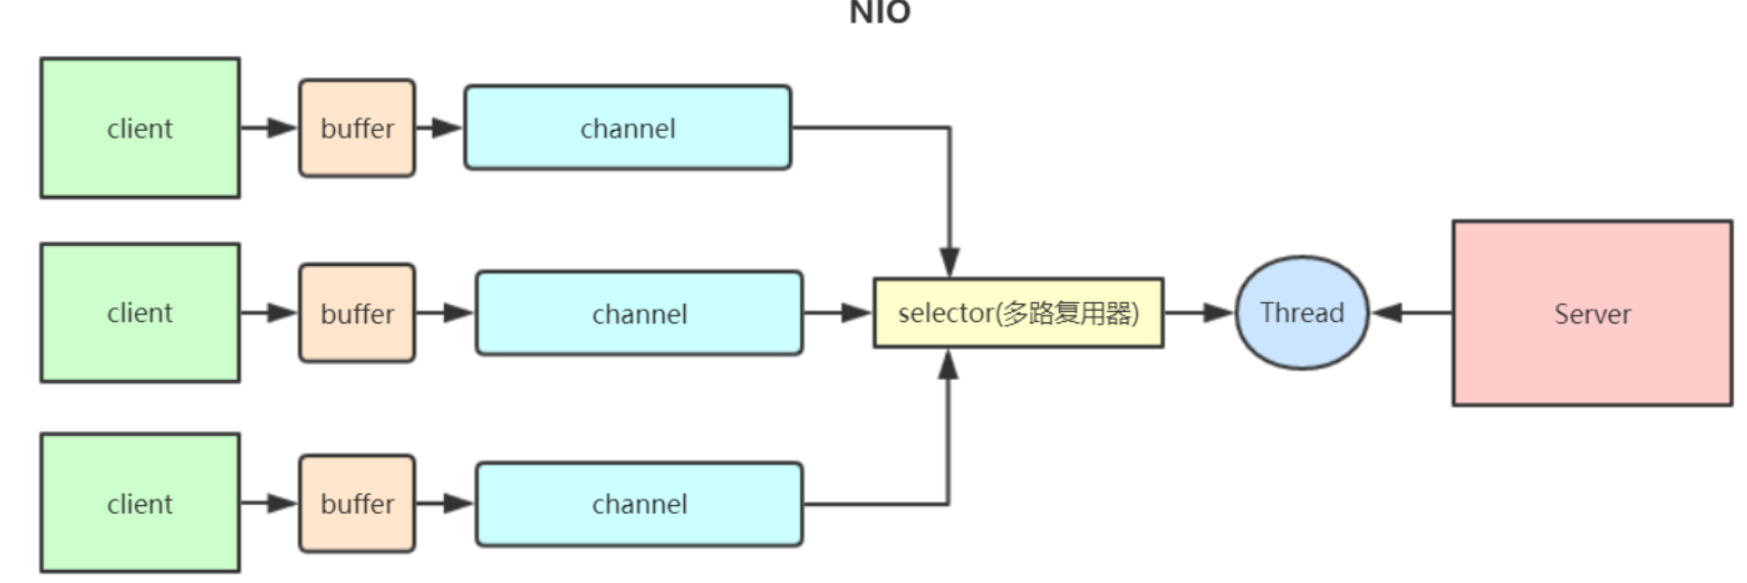 NIO
client
buffer
channel
client
buffer
channel
selector(多路复用器)
Thread
Server
client
buffer
channel